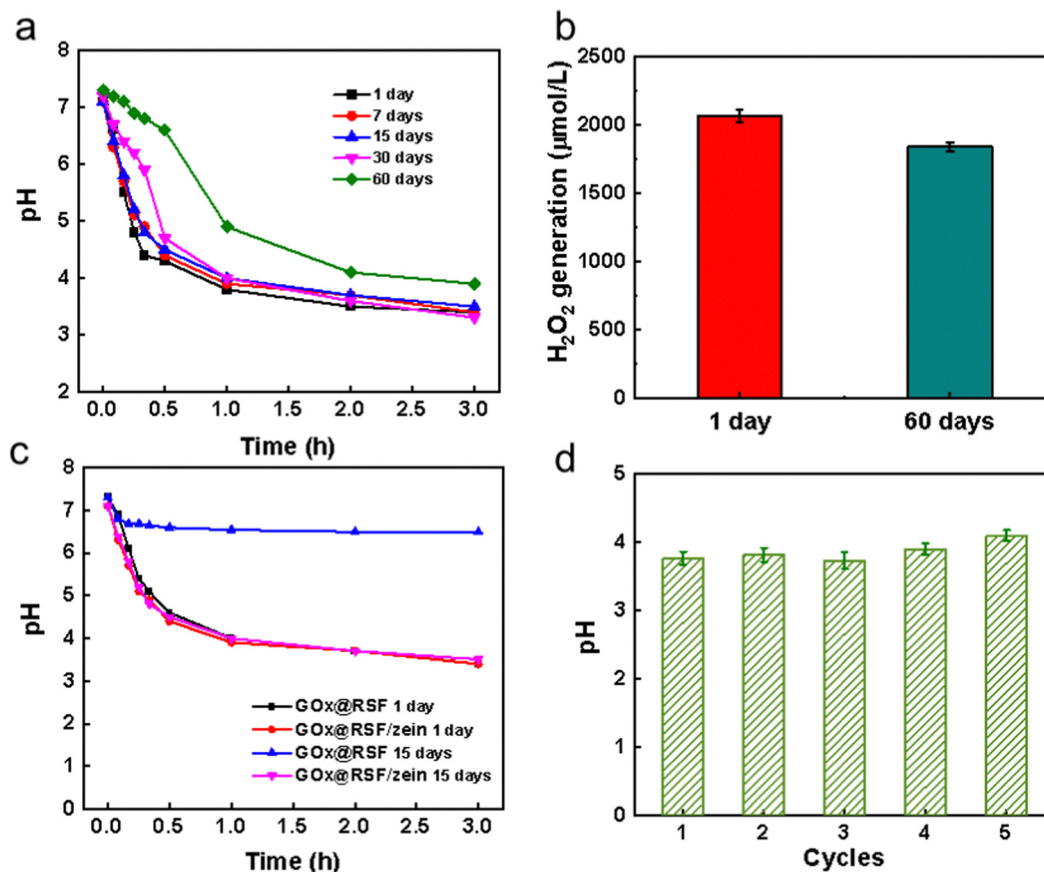 a
8
7
6
5
4
3
2
pH
0.0 0.5 1.0 1.5 2.0 2.5 3.0
Time (h)
1 day
7 days
15 days
30 days
60 days
b
2500
2000
1500
1000
500
0
H₂O₂ generation (μmol/L)
1 day 60 days
c
8
7
6
5
4
3
2
1
0
pH
0.0 0.5 1.0 1.5 2.0 2.5 3.0
Time (h)
GOx@RSF 1 day
GOx@RSF/zein 1 day
GOx@RSF 15 days
GOx@RSF/zein 15 days
d
5
4
3
2
1
0
pH
1 2 3 4 5
Cycles